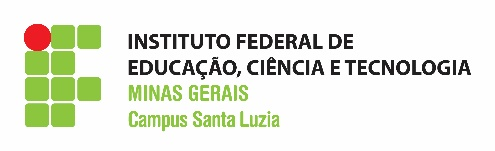 INSTITUTO FEDERAL DE
EDUCAÇÃO, CIÊNCIA E TECNOLOGIA
MINAS GERAIS
Campus Santa Luzia